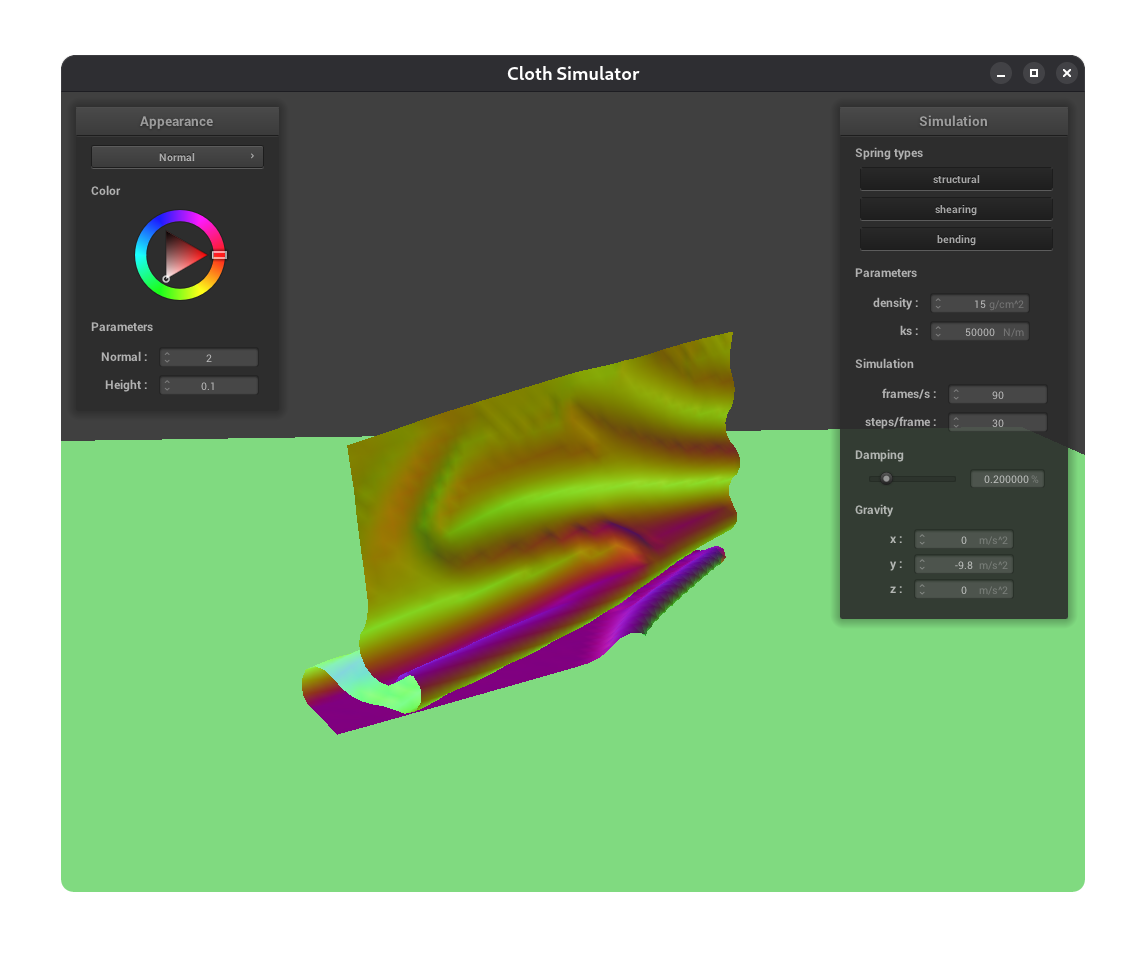 Cloth Simulator
Appearance
Normal
Color
Parameters
Normal : 2
Height : 0.1
Simulation
Spring types
structural
shearing
bending
Parameters
density : 15 g/cm^2
ks : 50000 N/m
Simulation
frames/s : 90
steps/frame : 30
Damping
0.200000 %
Gravity
x : 0 m/s^2
y : -9.8 m/s^2
z : 0 m/s^2